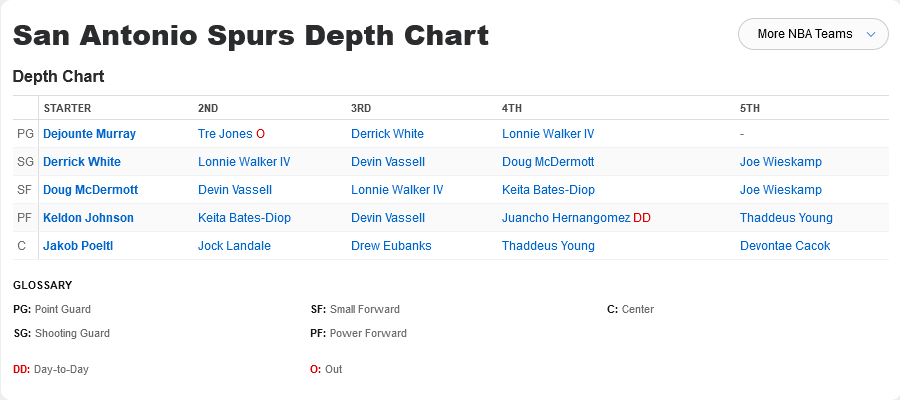 San Antonio Spurs Depth Chart
More NBA Teams
Depth Chart
STARTER 2ND 3RD 4TH 5TH
PG Dejounte Murray Tre Jones O Derrick White Lonnie Walker IV -
SG Derrick White Lonnie Walker IV Devin Vassell Doug McDermott Joe Wieskamp
SF Doug McDermott Devin Vassell Lonnie Walker IV Keita Bates-Diop Joe Wieskamp
PF Keldon Johnson Keita Bates-Diop Devin Vassell Juancho Hernangomez DD Thaddeus Young
C Jakob Poeltl Jock Landale Drew Eubanks Thaddeus Young Devontae Cacok
GLOSSARY
PG: Point Guard SF: Small Forward C: Center
SG: Shooting Guard PF: Power Forward
DD: Day-to-Day O: Out